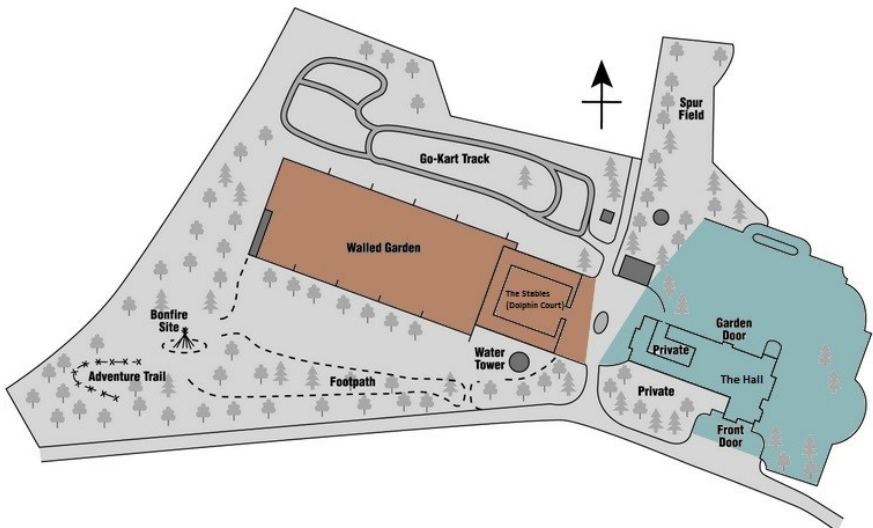 Spur
Field
Go-Kart Track
Walled Garden
The Stables
(Dolphin Court)
Bonfire
Site
Garden
Door
Private
The Hall
Water
Tower
Adventure Trail
Footpath
Private
Front
Door